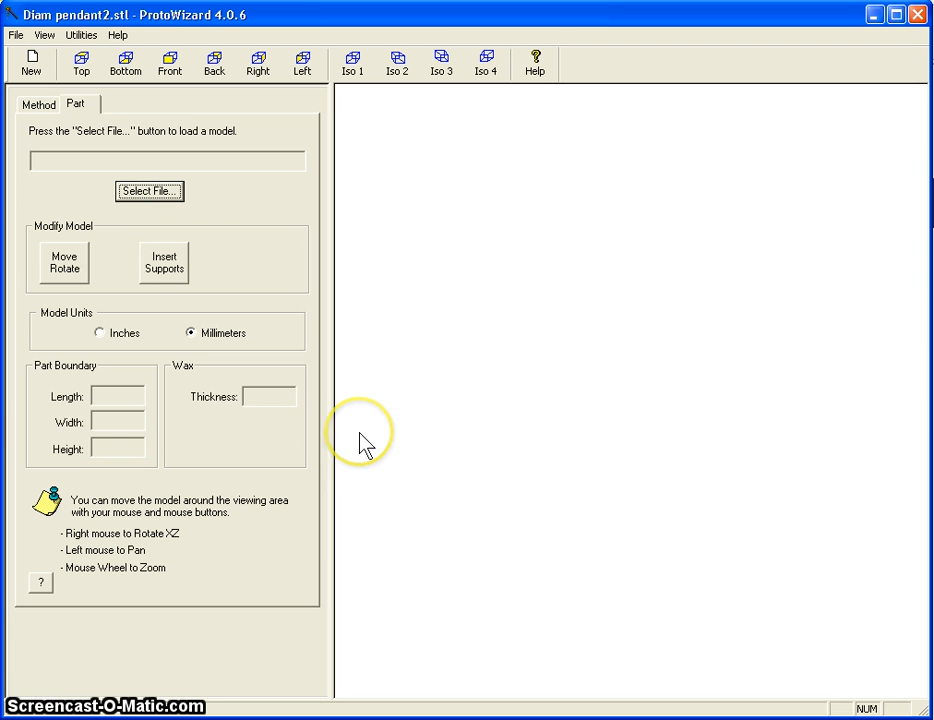 Diam pendant2.stl - ProtoWizard 4.0.6
File View Utilities Help
New Top Bottom Front Back Right Left Iso 1 Iso 2 Iso 3 Iso 4 Help
Method Part
Press the "Select File..." button to load a model.
Select File...
Modify Model
Move
Rotate
Insert
Supports
Model Units
Inches Millimeters
Part Boundary
Length:
Width:
Height:
Wax
Thickness:
You can move the model around the viewing area
with your mouse and mouse buttons.
- Right mouse to Rotate XZ
- Left mouse to Pan
- Mouse Wheel to Zoom
?
Screencast-O-Matic.com
NUM